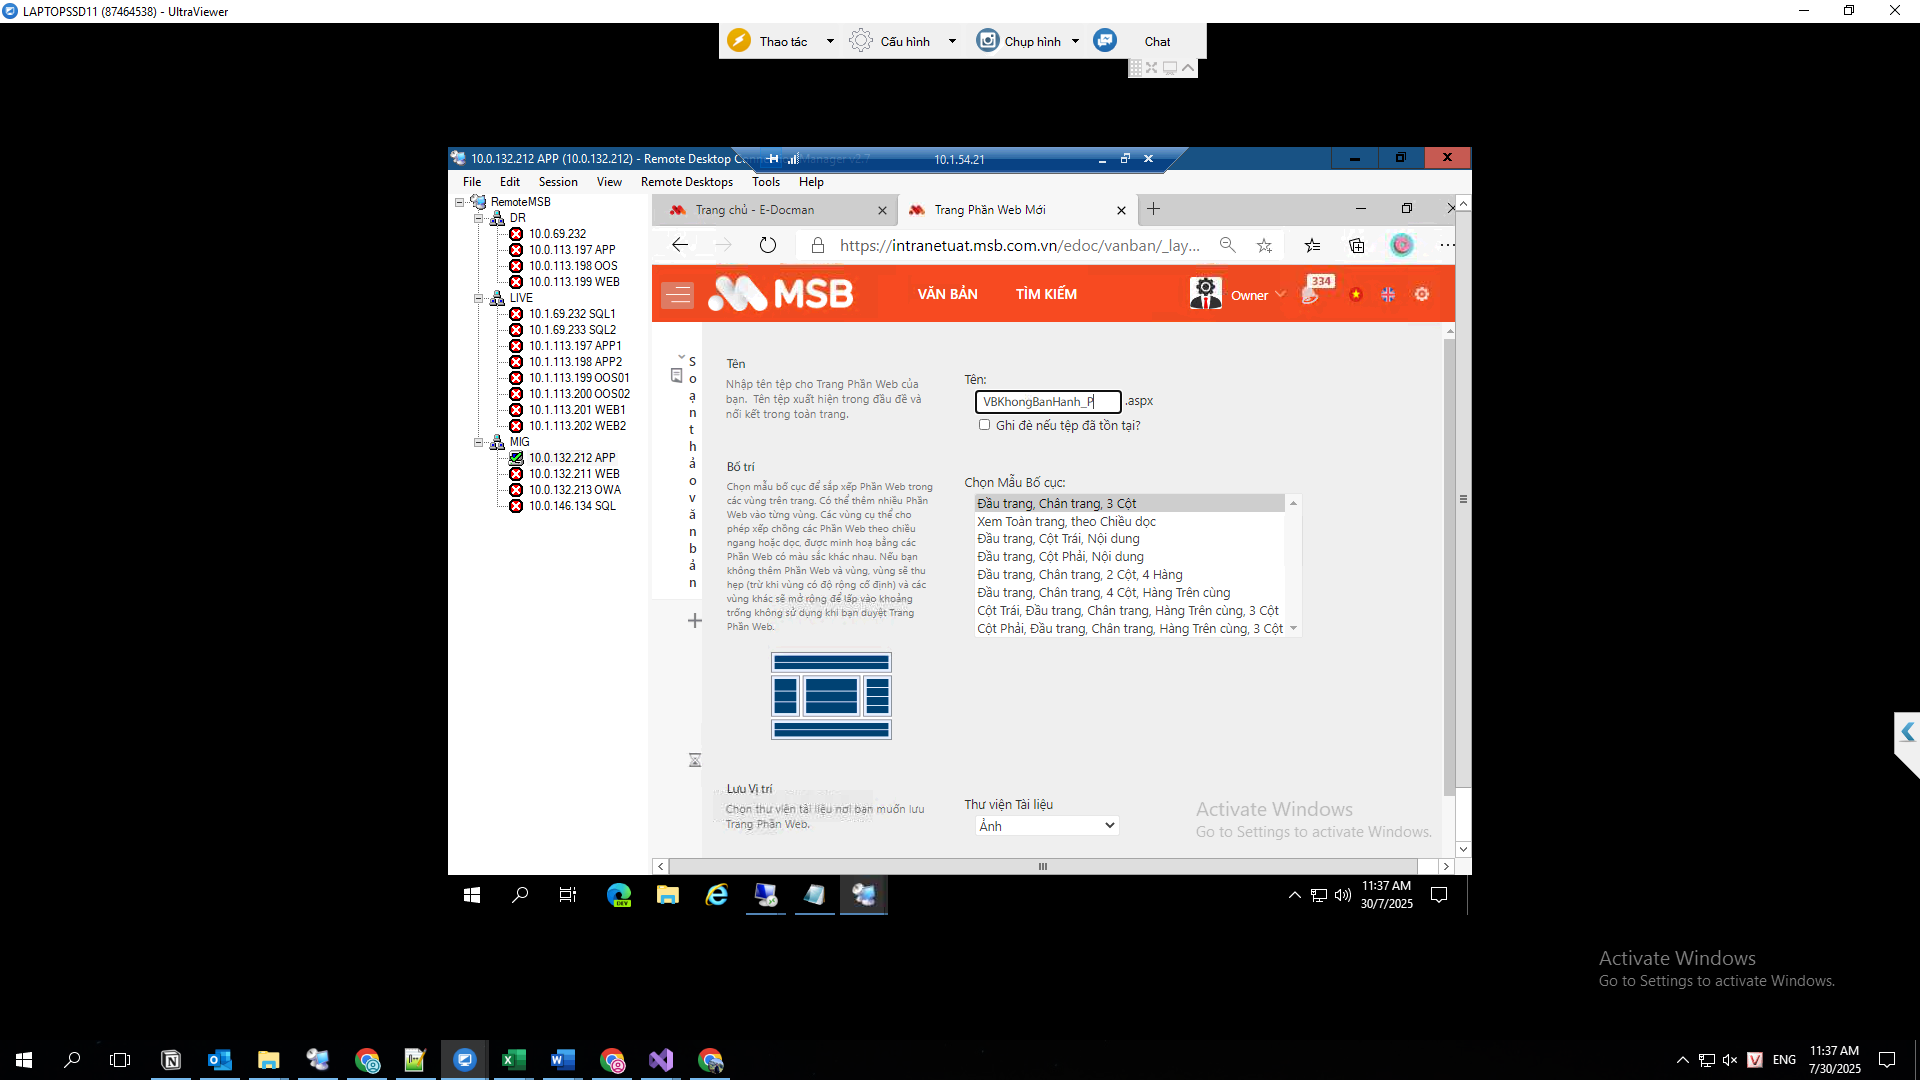 LAPTOPSSD11 (87464538) - UltraViewer
Thao tác
Cấu hình
Chụp hình
Chat
10.0.132.212 APP (10.0.132.212) - Remote Desktop Connection Manager v2.7
10.1.54.21
File Edit Session View Remote Desktops Tools Help
RemoteMSB
DR
10.0.69.232
10.0.113.197 APP
10.0.113.198 OOS
10.0.113.199 WEB
LIVE
10.1.69.232 SQL1
10.1.69.233 SQL2
10.1.113.197 APP1
10.1.113.198 APP2
10.1.113.199 OOS01
10.1.113.200 OOS02
10.1.113.201 WEB1
10.1.113.202 WEB2
MIG
10.0.132.212 APP
10.0.132.211 WEB
10.0.132.213 OWA
10.0.146.134 SQL
Trang chủ - E-Docman
Trang Phần Web Mới
https://intranetuat.msb.com.vn/edoc/vanban/_lay...
MSB
VĂN BẢN
TÌM KIẾM
Owner
334
Soạn thảo văn bản
Tên
Nhập tên tệp cho Trang Phần Web của
bạn. Tên tệp xuất hiện trong đầu đề và
nối kết trong toàn trang.
Tên:
VBKhongBanHanh_P .aspx
Ghi đè nếu tệp đã tồn tại?
Bố trí
Chọn mẫu bố cục để sắp xếp Phần Web trong
các vùng trên trang. Có thể thêm nhiều Phần
Web vào từng vùng. Các vùng cụ thể cho
phép xếp chồng các Phần Web theo chiều
ngang hoặc dọc, được minh hoạ bằng các
Phần Web có màu sắc khác nhau. Nếu bạn
không thêm Phần Web và vùng, vùng sẽ thu
hẹp (trừ khi vùng có độ rộng cố định) và các
vùng khác sẽ mở rộng để lấp vào khoảng
trống không sử dụng khi bạn duyệt Trang
Phần Web.
Chọn Mẫu Bố cục:
Đầu trang, Chân trang, 3 Cột
Xem Toàn trang, theo Chiều dọc
Đầu trang, Cột Trái, Nội dung
Đầu trang, Cột Phải, Nội dung
Đầu trang, Chân trang, 2 Cột, 4 Hàng
Đầu trang, Chân trang, 4 Cột, Hàng Trên cùng
Cột Trái, Đầu trang, Chân trang, Hàng Trên cùng, 3 Cột
Cột Phải, Đầu trang, Chân trang, Hàng Trên cùng, 3 Cột
Lưu Vị trí
Chọn thư viện tài liệu nơi bạn muốn lưu
Trang Phần Web.
Thư viện Tài liệu
Ảnh
Activate Windows
Go to Settings to activate Windows.
11:37 AM
30/7/2025
Activate Windows
Go to Settings to activate Windows.
ENG
11:37 AM
7/30/2025